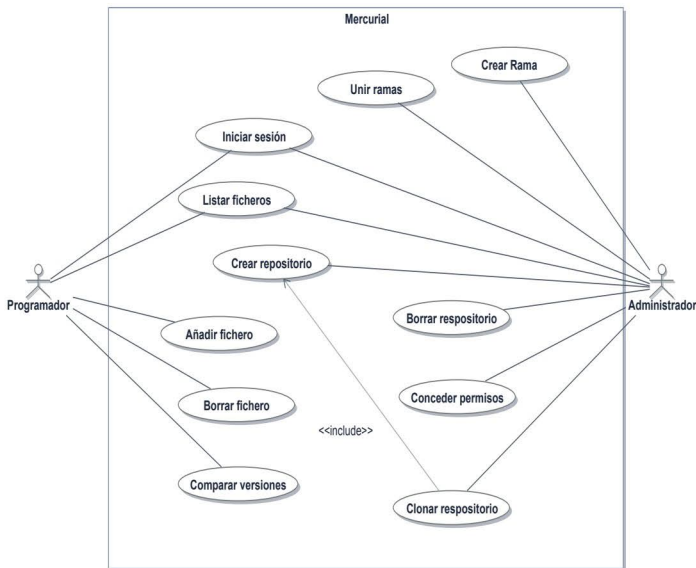 Mercurial
Crear Rama
Unir ramas
Iniciar sesión
Listar ficheros
Crear repositorio
Programador
Administrador
Borrar respositorio
Añadir fichero
Conceder permisos
Borrar fichero
<<include>>
Comparar versiones
Clonar respositorio